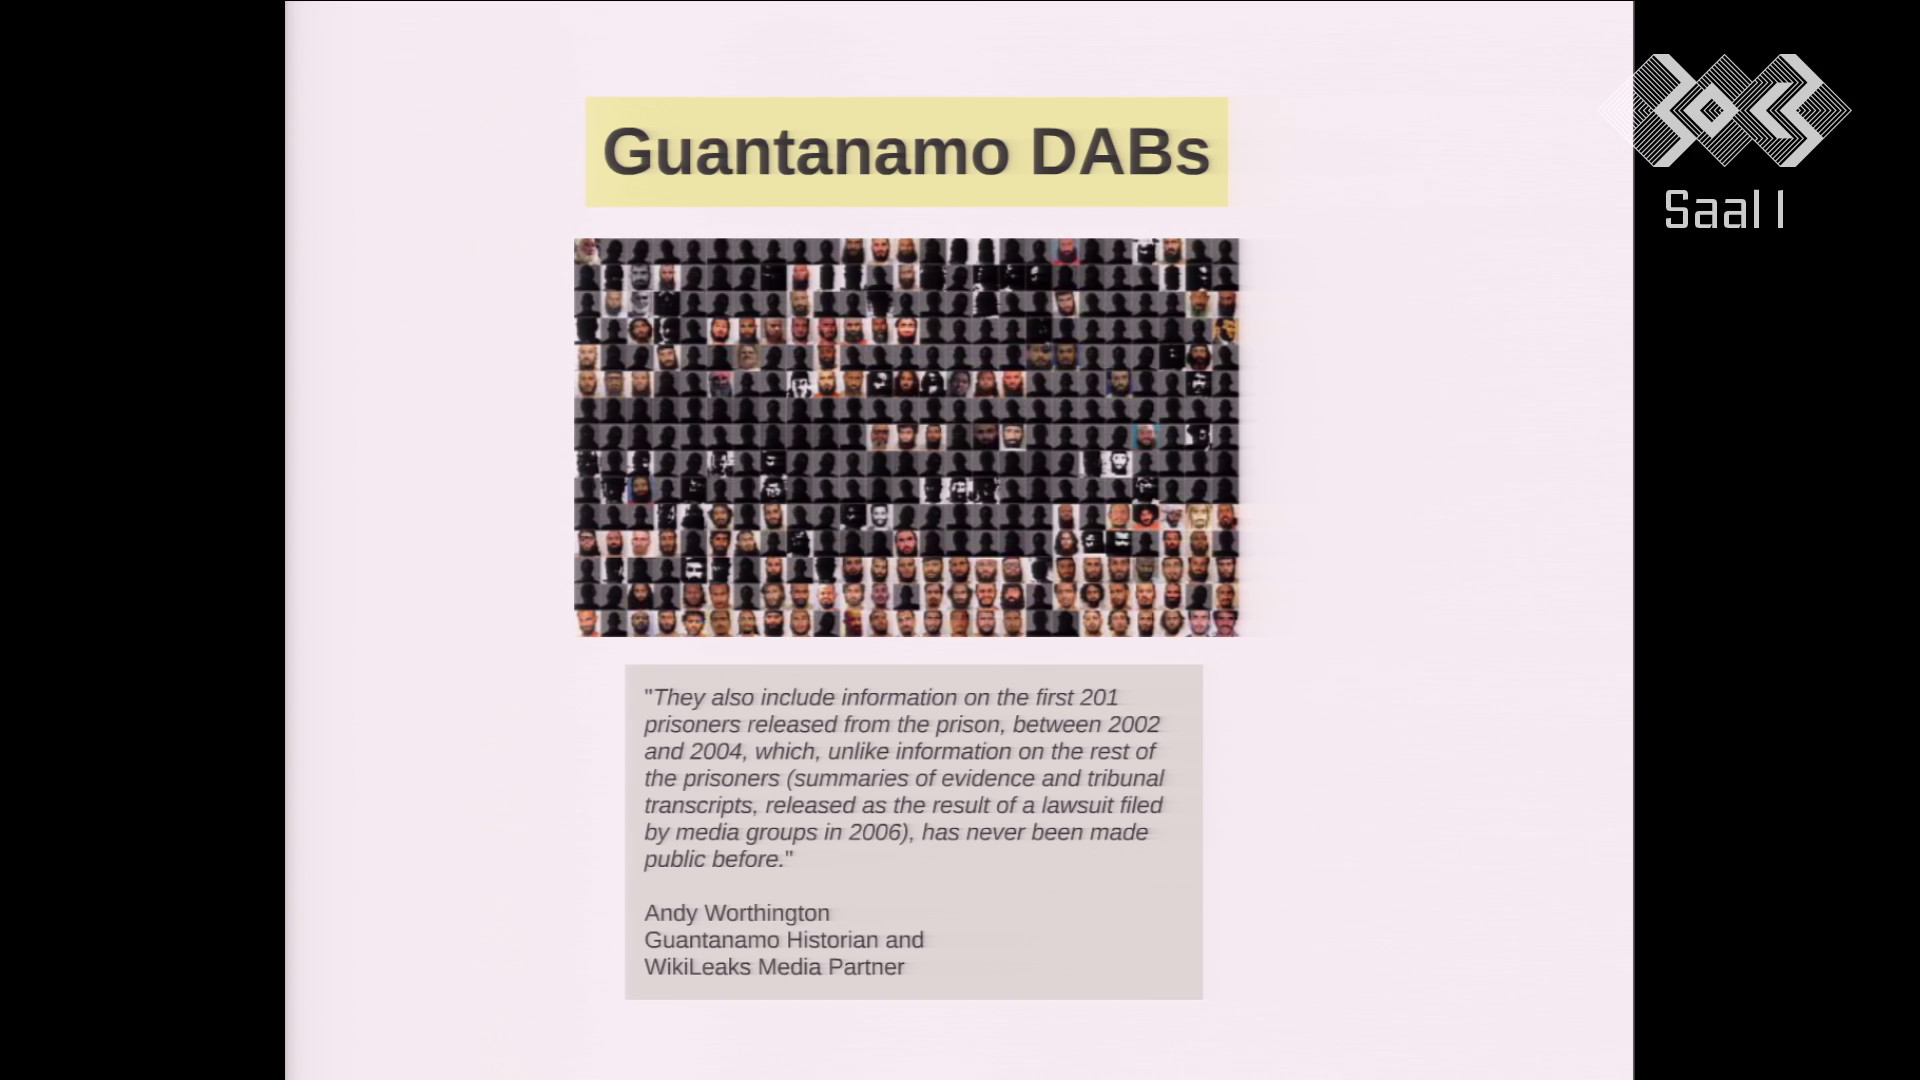 Guantanamo DABs
Saal 1
"They also include information on the first 201
prisoners released from the prison, between 2002
and 2004, which, unlike information on the rest of
the prisoners (summaries of evidence and tribunal
transcripts, released as the result of a lawsuit filed
by media groups in 2006), has never been made
public before."
Andy Worthington
Guantanamo Historian and
WikiLeaks Media Partner